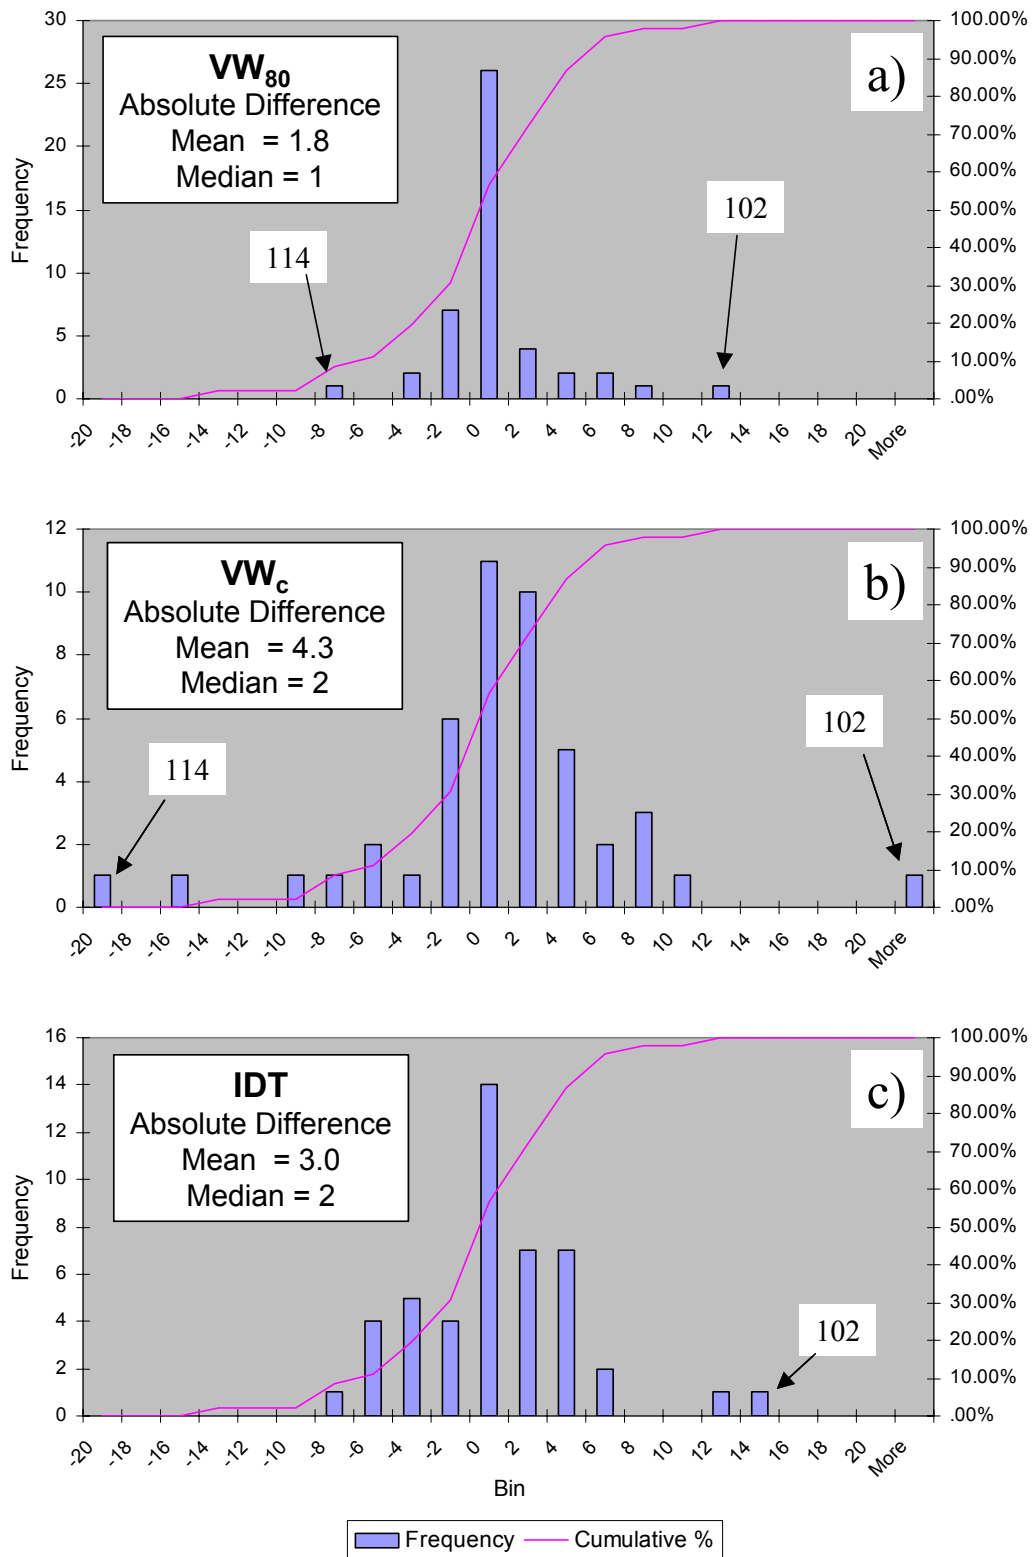 30
25
20
15
10
5
0
Frequency
100.00%
90.00%
80.00%
70.00%
60.00%
50.00%
40.00%
30.00%
20.00%
10.00%
.00%
VW80
Absolute Difference
Mean = 1.8
Median = 1
a)
114
102
-20 -18 -16 -14 -12 -10 -8 -6 -4 -2 0 2 4 6 8 10 12 14 16 18 20 More
12
10
8
6
4
2
0
Frequency
100.00%
90.00%
80.00%
70.00%
60.00%
50.00%
40.00%
30.00%
20.00%
10.00%
.00%
VWc
Absolute Difference
Mean = 4.3
Median = 2
b)
114
102
-20 -18 -16 -14 -12 -10 -8 -6 -4 -2 0 2 4 6 8 10 12 14 16 18 20 More
16
14
12
10
8
6
4
2
0
Frequency
100.00%
90.00%
80.00%
70.00%
60.00%
50.00%
40.00%
30.00%
20.00%
10.00%
.00%
IDT
Absolute Difference
Mean = 3.0
Median = 2
c)
102
-20 -18 -16 -14 -12 -10 -8 -6 -4 -2 0 2 4 6 8 10 12 14 16 18 20 More
Bin
Frequency Cumulative %